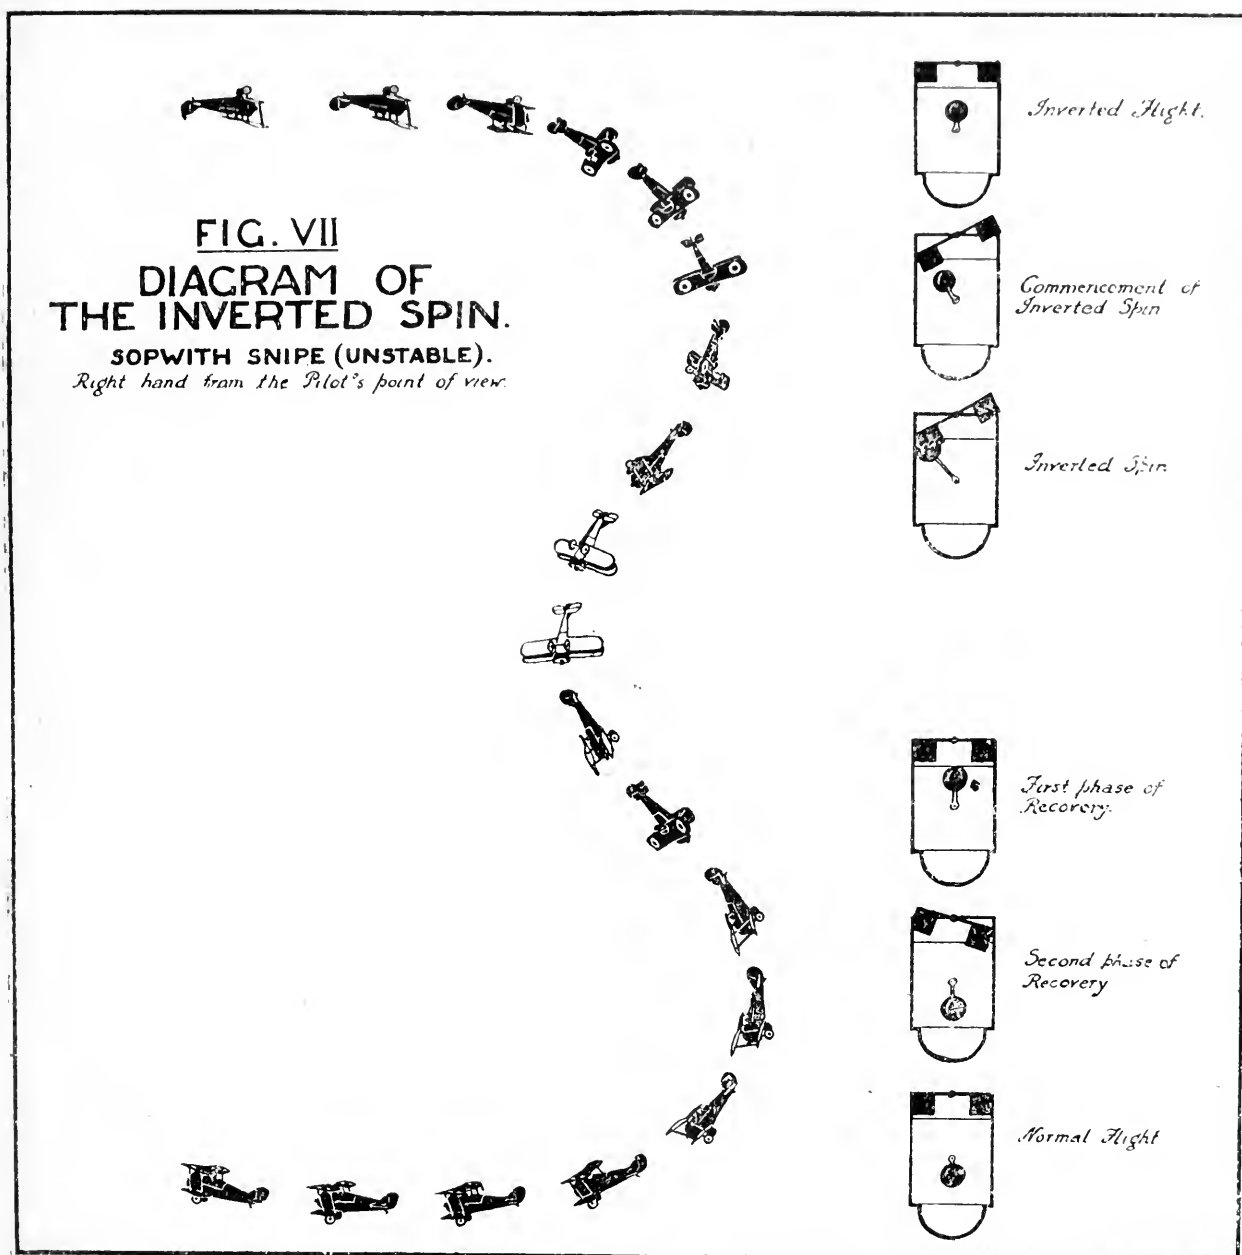 FIG. VII
DIAGRAM OF
THE INVERTED SPIN.
SOPWITH SNIPE (UNSTABLE).
Right hand from the Pilot's point of view.
Inverted Flight.
Commencement of
Inverted Spin
Inverted Spin
First phase of
Recovery.
Second phase of
Recovery
Normal Flight